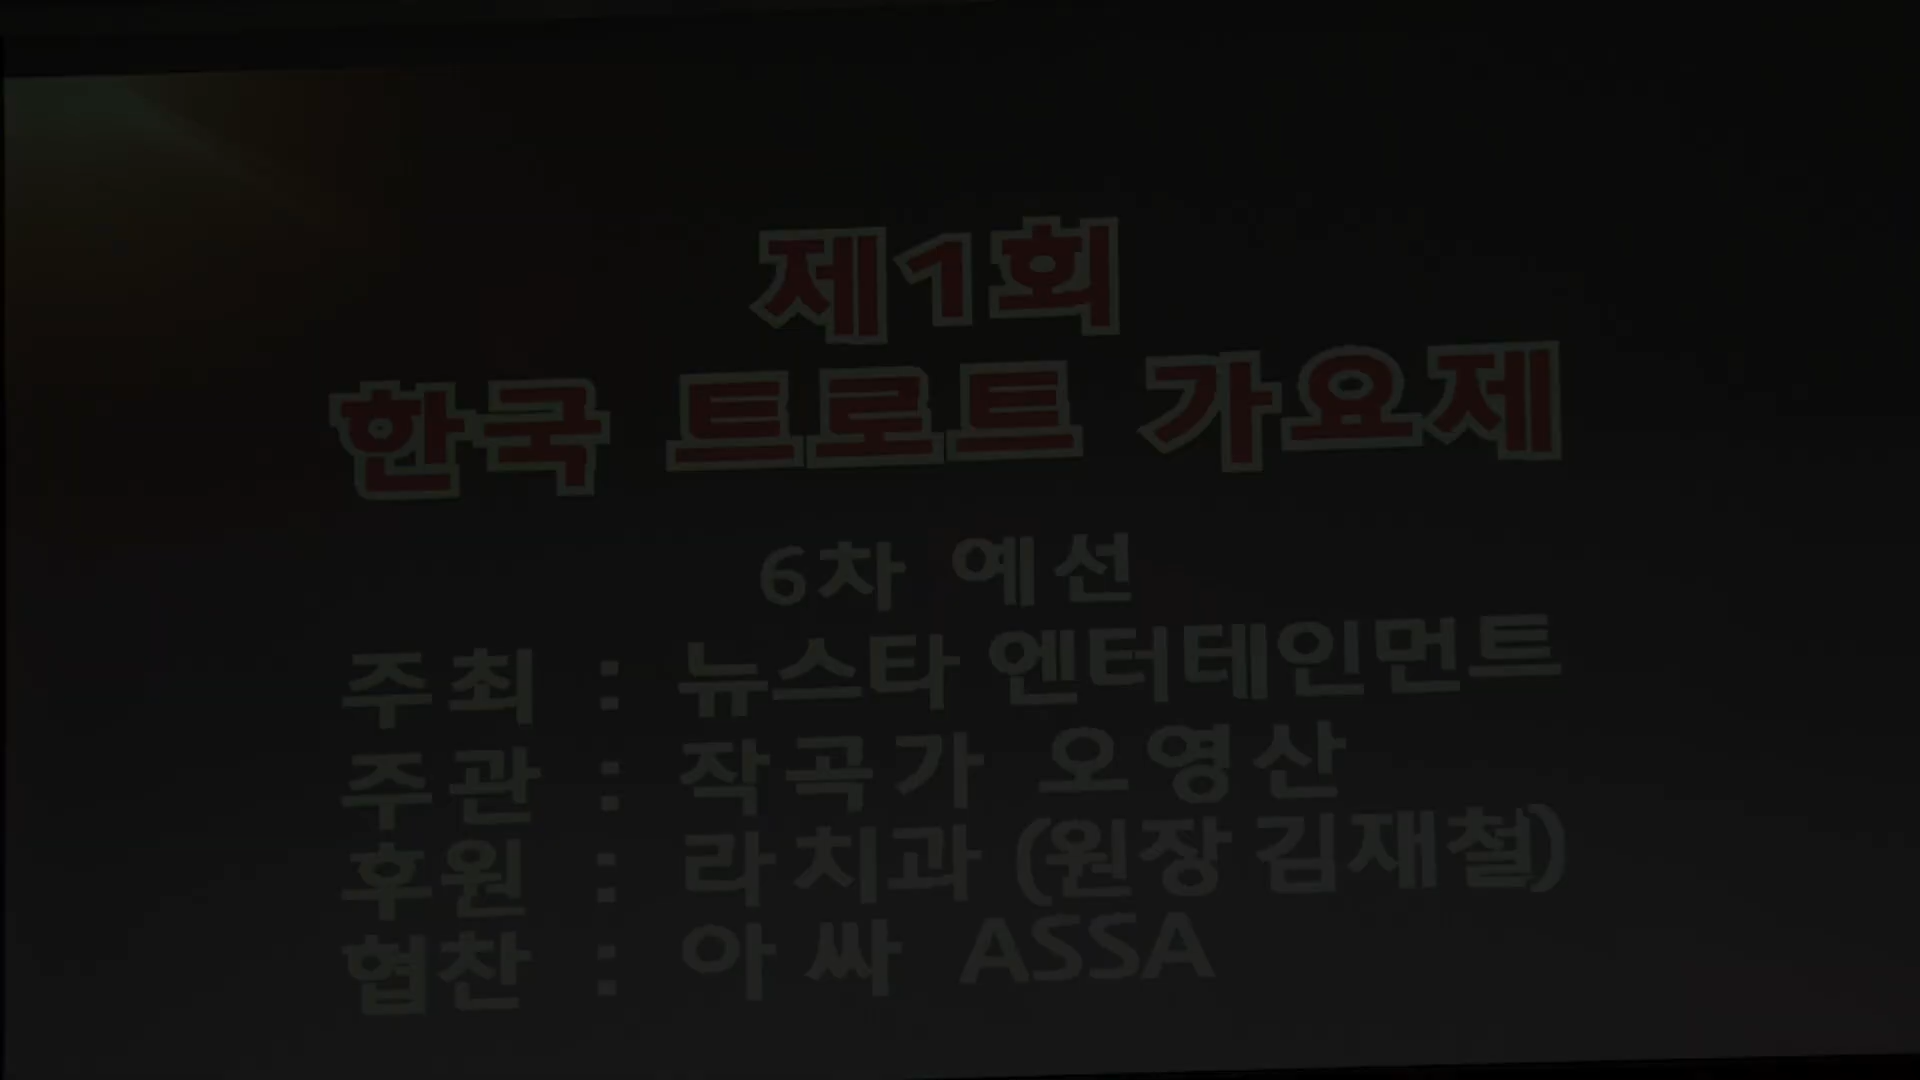 제1회
한국 트로트 가요제
6차 예선
주최 : 뉴스타 엔터테인먼트
주관 : 작곡가 오영산
후원 : 라치과 (원장 김재철)
협찬 : 아싸 ASSA